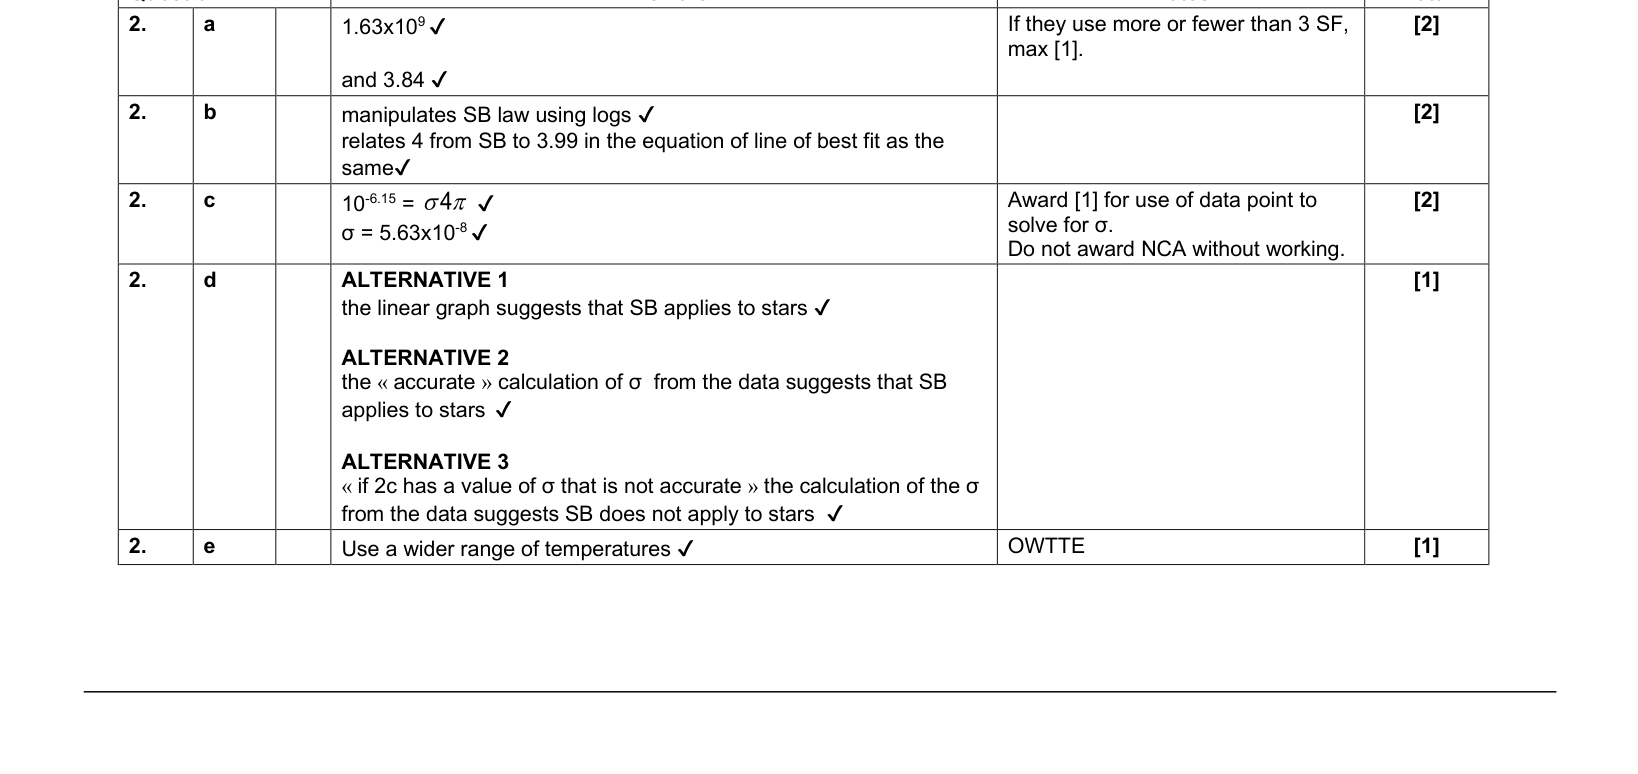 2. a 1.63x10⁹ ✓ If they use more or fewer than 3 SF, [2]
max [1].
and 3.84 ✓
2. b manipulates SB law using logs ✓ [2]
relates 4 from SB to 3.99 in the equation of line of best fit as the
same✓
2. c 10⁻⁶·¹⁵ = σ4π ✓ Award [1] for use of data point to [2]
solve for σ.
σ = 5.63x10⁻⁸ ✓
Do not award NCA without working.
2. d ALTERNATIVE 1 [1]
the linear graph suggests that SB applies to stars ✓
ALTERNATIVE 2
the « accurate » calculation of σ from the data suggests that SB
applies to stars ✓
ALTERNATIVE 3
« if 2c has a value of σ that is not accurate » the calculation of the σ
from the data suggests SB does not apply to stars ✓
2. e Use a wider range of temperatures ✓ OWTTE [1]